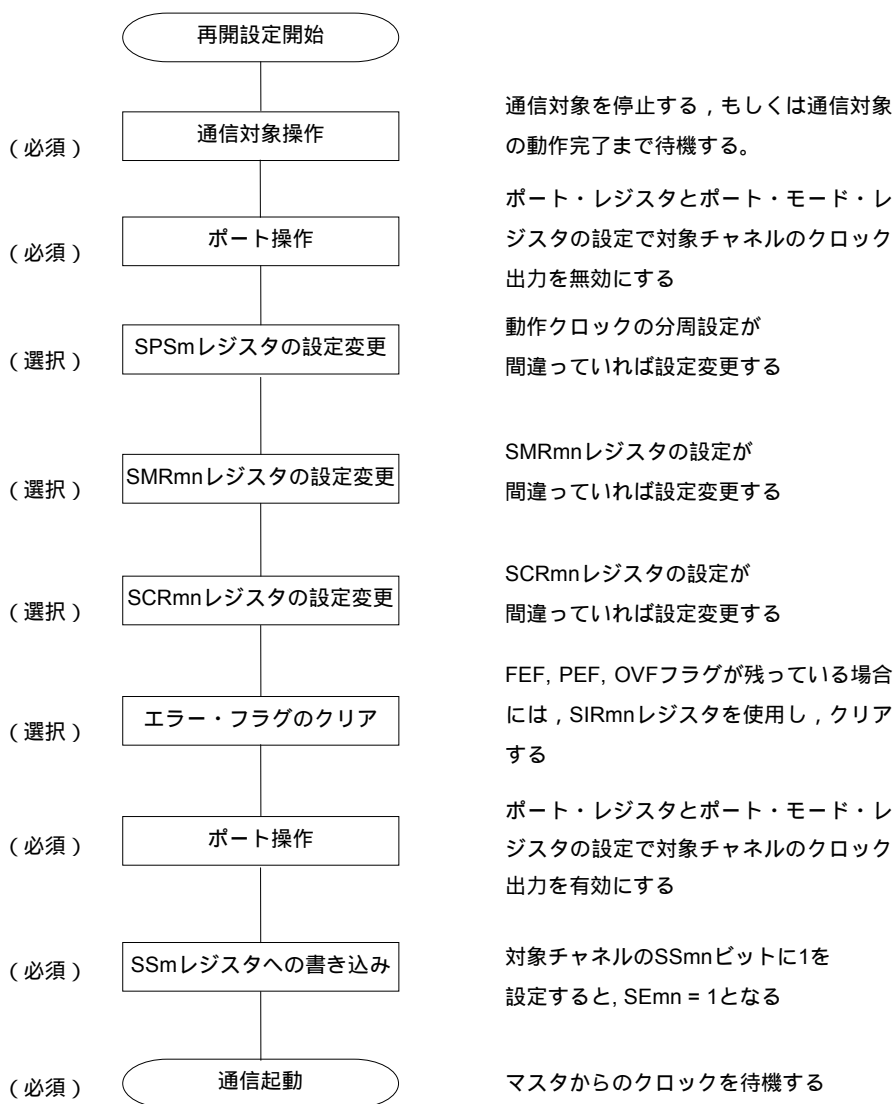 再開設定開始
(必須)
通信対象操作
通信対象を停止する，もしくは通信対象
の動作完了まで待機する。
(必須)
ポート操作
ポート・レジスタとポート・モード・レ
ジスタの設定で対象チャネルのクロック
出力を無効にする
(選択)
SPSmレジスタの設定変更
動作クロックの分周設定が
間違っていれば設定変更する
(選択)
SMRmnレジスタの設定変更
SMRmnレジスタの設定が
間違っていれば設定変更する
(選択)
SCRmnレジスタの設定変更
SCRmnレジスタの設定が
間違っていれば設定変更する
(選択)
エラー・フラグのクリア
FEF, PEF, OVFフラグが残っている場合
には，SIRmnレジスタを使用し，クリア
する
(必須)
ポート操作
ポート・レジスタとポート・モード・レ
ジスタの設定で対象チャネルのクロック
出力を有効にする
(必須)
SSmレジスタへの書き込み
対象チャネルのSSmnビットに1を
設定すると, SEmn = 1となる
(必須)
通信起動
マスタからのクロックを待機する